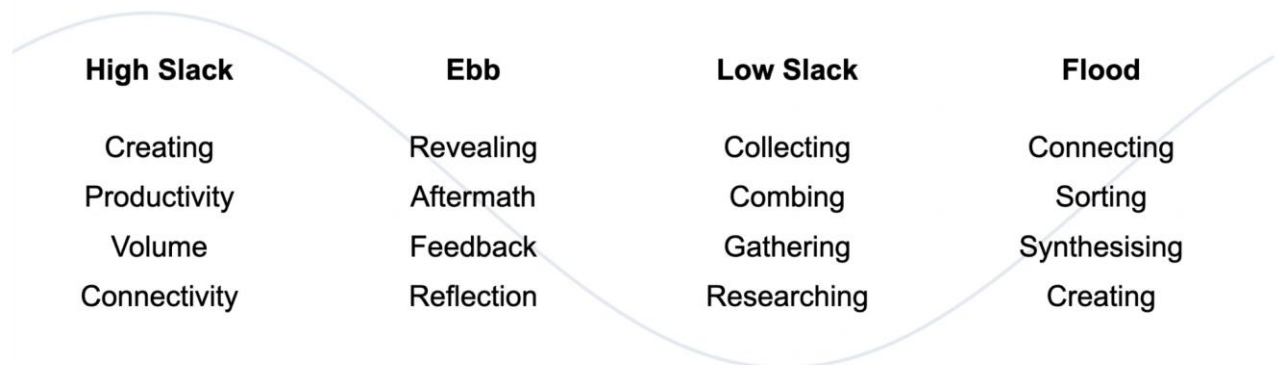 High Slack Ebb Low Slack Flood
Creating Revealing Collecting Connecting
Productivity Aftermath Combing Sorting
Volume Feedback Gathering Synthesising
Connectivity Reflection Researching Creating